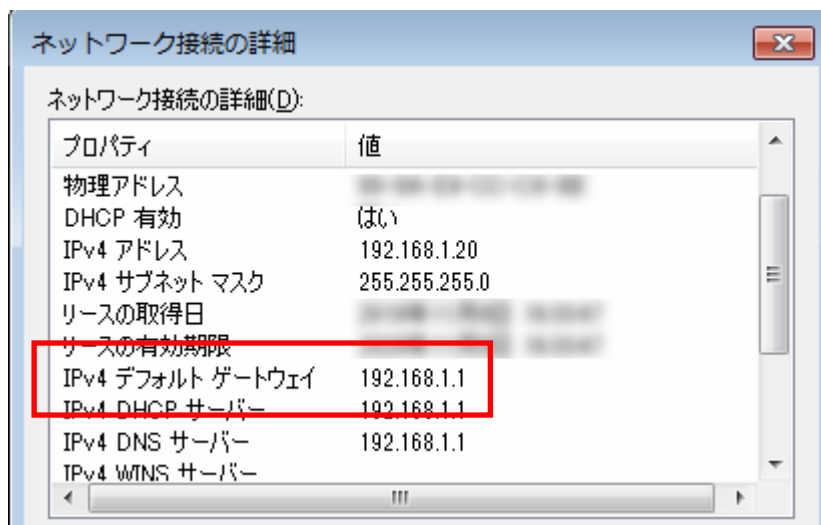 ネットワーク接続の詳細
ネットワーク接続の詳細(D):
プロパティ 値
物理アドレス
DHCP 有効 はい
IPv4 アドレス 192.168.1.20
IPv4 サブネット マスク 255.255.255.0
リースの取得日
リースの有効期限
IPv4 デフォルト ゲートウェイ 192.168.1.1
IPv4 DHCP サーバー 192.168.1.1
IPv4 DNS サーバー 192.168.1.1
IPv4 WINS サーバー